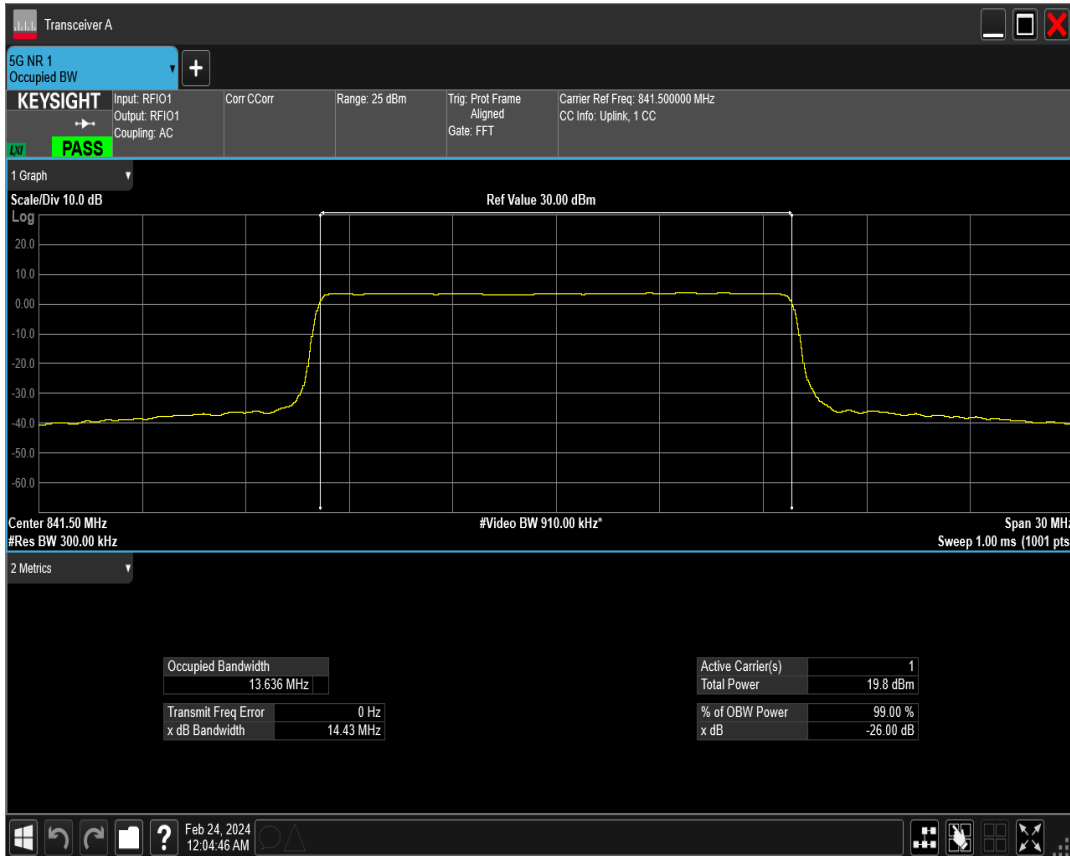 Transceiver A
5G NR 1
Occupied BW
KEYSIGHT
LXI
PASS
Input: RFIO1
Output: RFIO1
Coupling: AC
Corr CCorr
Range: 25 dBm
Trig: Prot Frame
Aligned
Gate: FFT
Carrier Ref Freq: 841.500000 MHz
CC Info: Uplink, 1 CC
1 Graph
Scale/Div 10.0 dB
Ref Value 30.00 dBm
Log
20.0
10.0
0.00
-10.0
-20.0
-30.0
-40.0
-50.0
-60.0
Center 841.50 MHz
#Video BW 910.00 kHz*
Span 30 MHz
#Res BW 300.00 kHz
Sweep 1.00 ms (1001 pts
2 Metrics
Occupied Bandwidth
13.636 MHz
Transmit Freq Error 0 Hz
x dB Bandwidth 14.43 MHz
Active Carrier(s) 1
Total Power 19.8 dBm
% of OBW Power 99.00 %
x dB -26.00 dB
?
Feb 24, 2024
12:04:46 AM